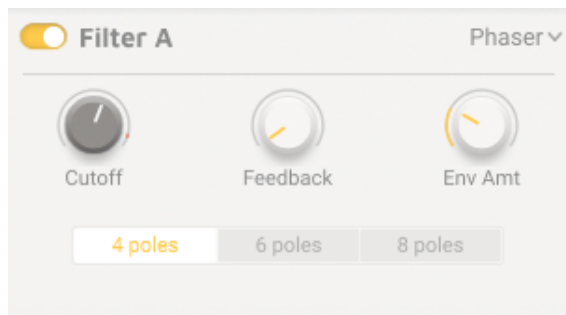 Filter A Phaser
Cutoff Feedback Env Amt
4 poles 6 poles 8 poles